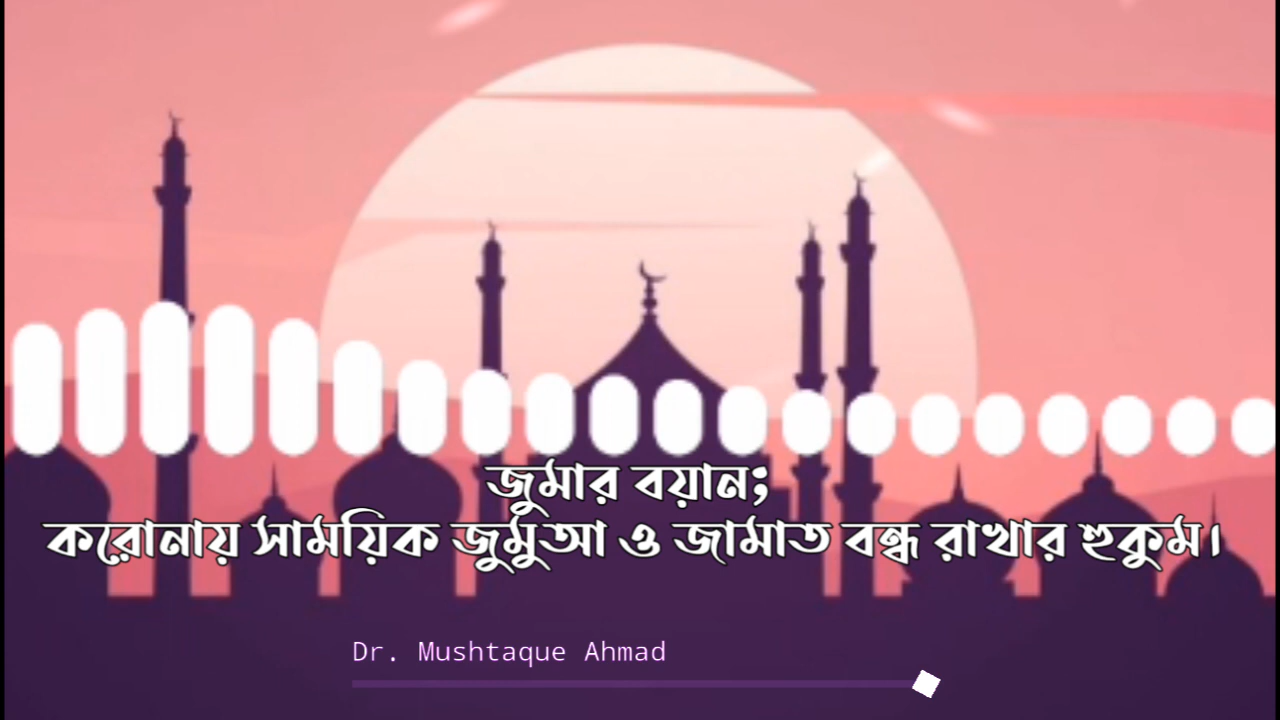 জুমার বয়ান;
করোনায় সাময়িক জুমুআ ও জামাত বন্ধ রাখার হুকুম।
Dr. Mushtaque Ahmad